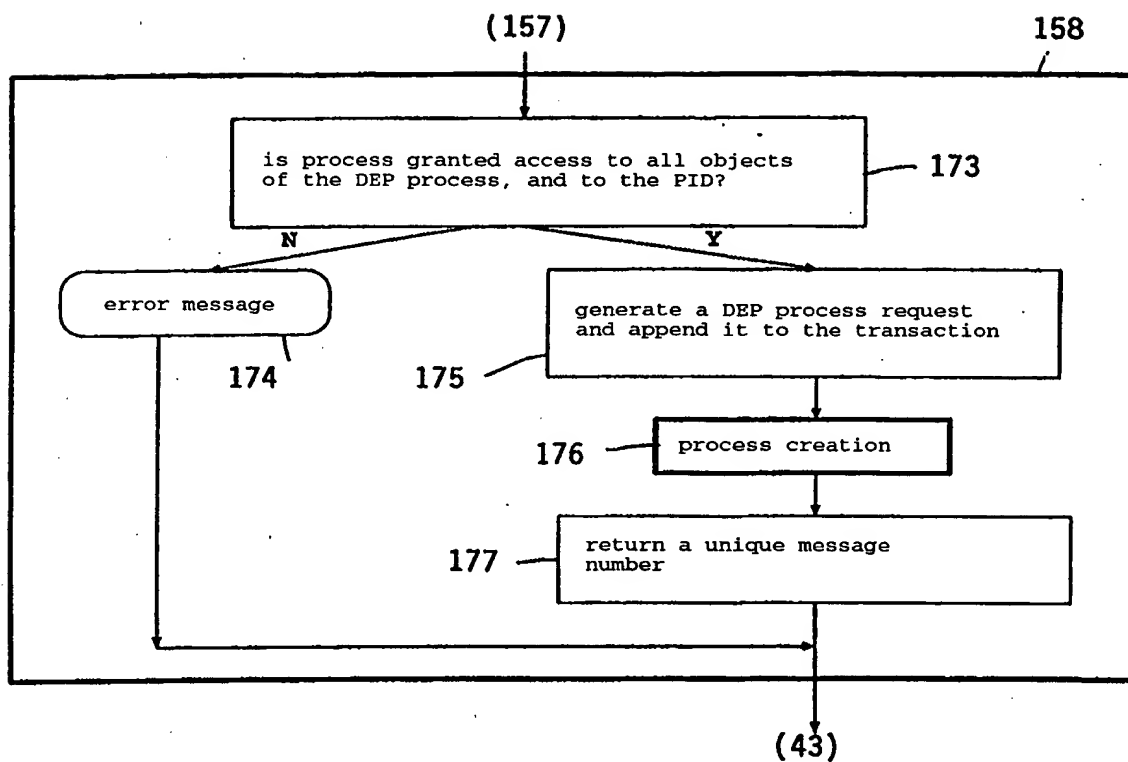 (157)
158
is process granted access to all objects
of the DEP process, and to the PID?
173
N
Y
error message
174
generate a DEP process request
and append it to the transaction
175
process creation
176
return a unique message
number
177
(43)